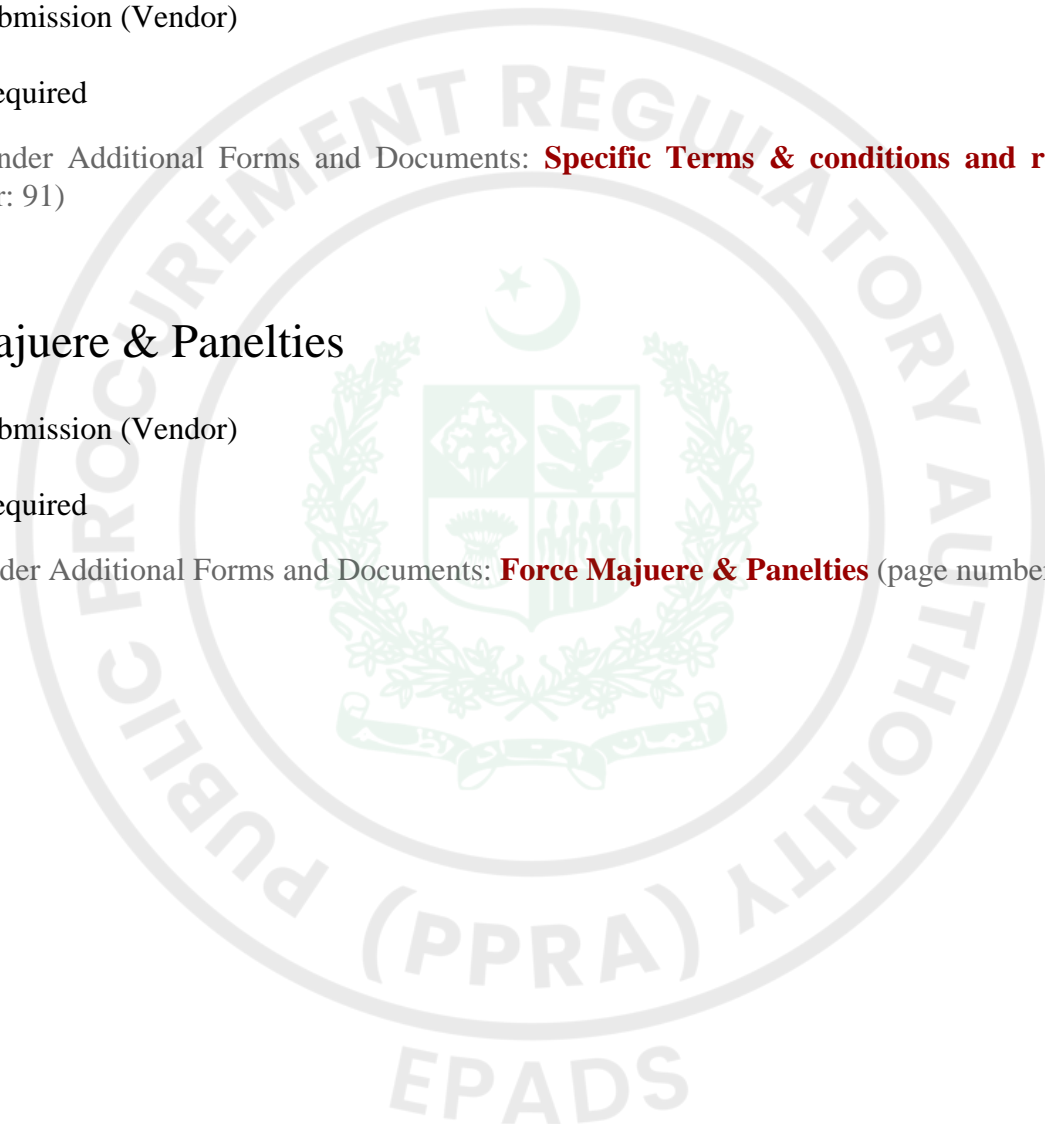 bmission (Vendor)
equired
nder Additional Forms and Documents: Specific Terms & conditions and r
r: 91)
ajuere & Panelties
bmission (Vendor)
equired
der Additional Forms and Documents: Force Majuere & Panelties (page number
PUBLIC PROCUREMENT REGULATORY AUTHORITY
(PPRA)
EPADS